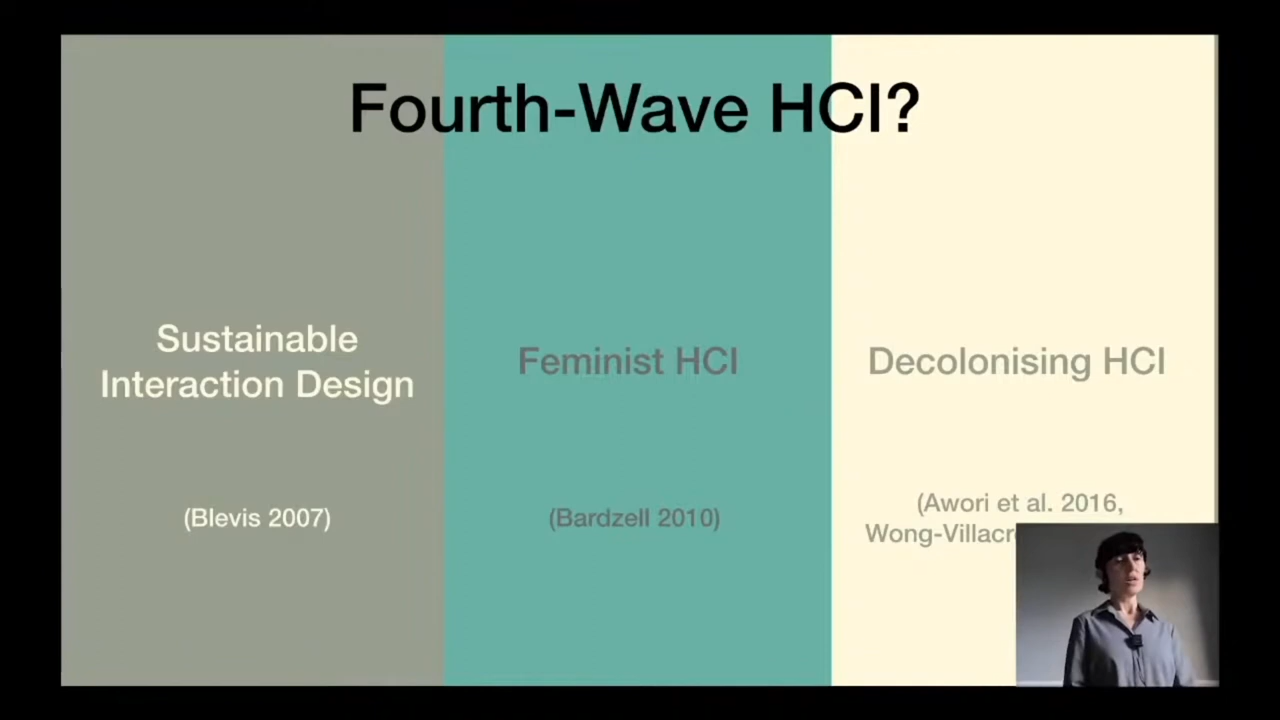 Fourth-Wave HCI?
Sustainable
Interaction Design
(Blevis 2007)
Feminist HCI
(Bardzell 2010)
Decolonising HCI
(Awori et al. 2016,